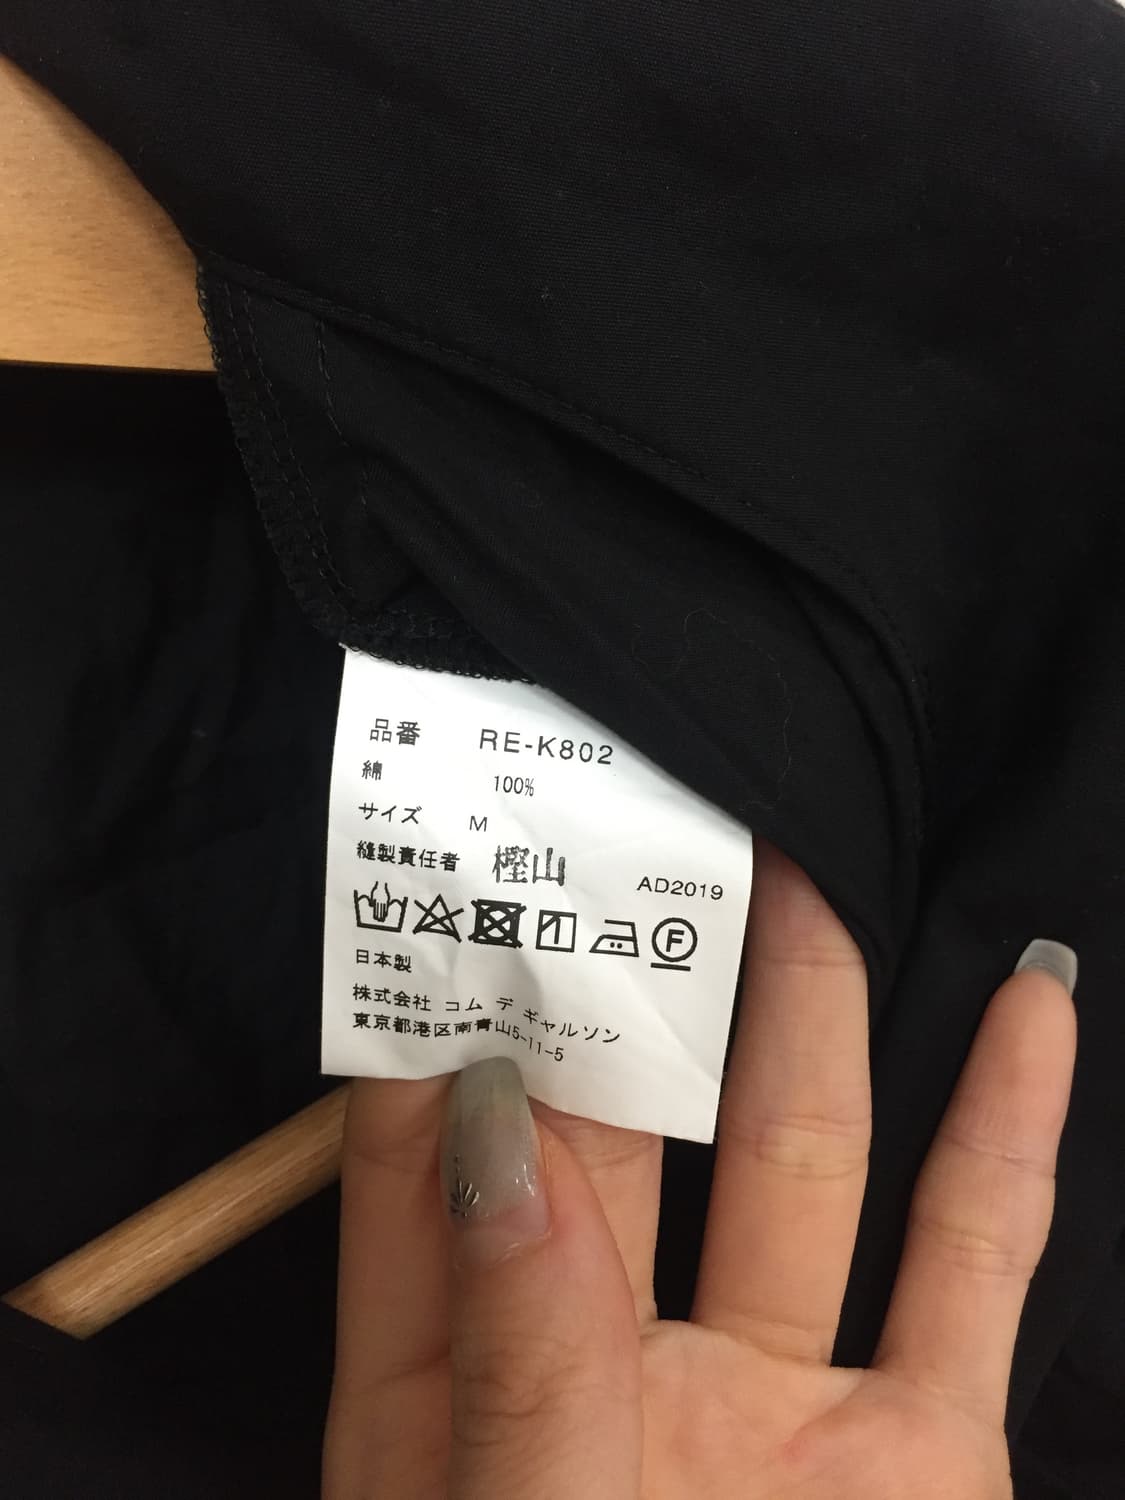 品番 RE-K802
綿 100%
サイズ M
縫製責任者 樫山 AD2019
F
日本製
株式会社 コム デ ギャルソン
東京都港区南青山5-11-5